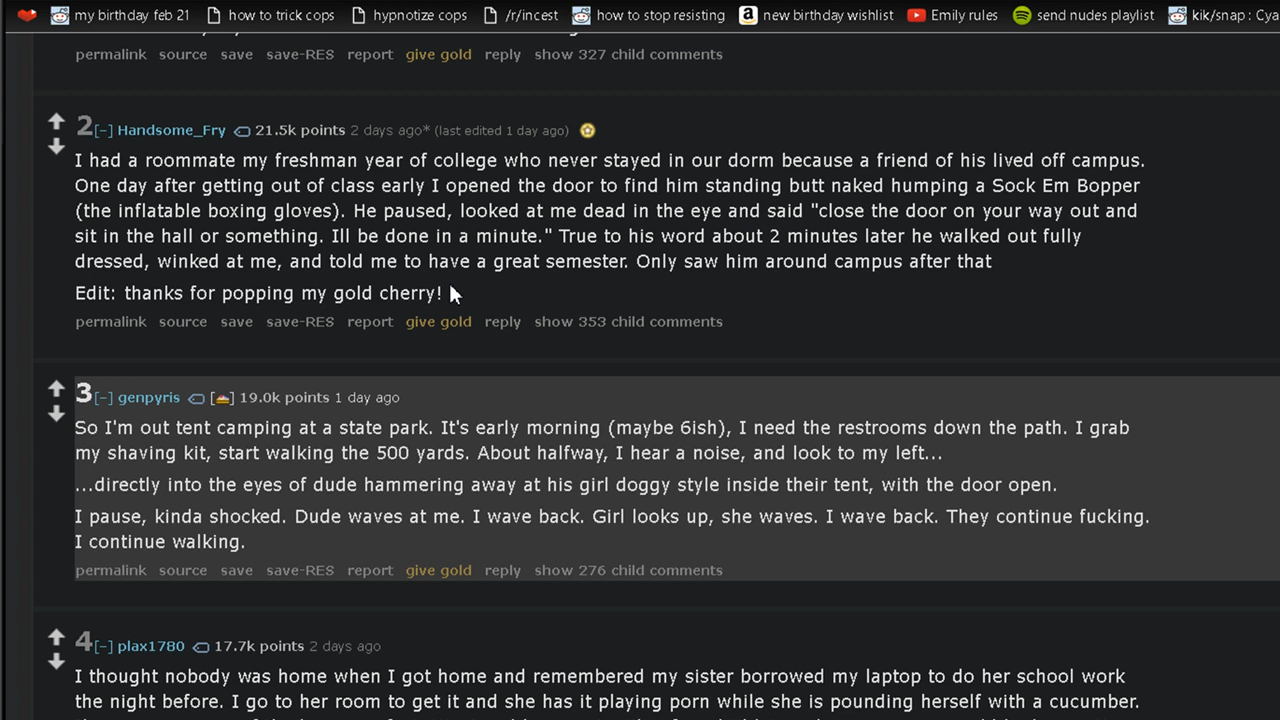 my birthday feb 21 how to trick cops hypnotize cops /r/incest how to stop resisting new birthday wishlist Emily rules send nudes playlist kik/snap : Cya
permalink source save save-RES report give gold reply show 327 child comments
2 [–] Handsome_Fry 21.5k points 2 days ago* (last edited 1 day ago)
I had a roommate my freshman year of college who never stayed in our dorm because a friend of his lived off campus.
One day after getting out of class early I opened the door to find him standing butt naked humping a Sock Em Bopper
(the inflatable boxing gloves). He paused, looked at me dead in the eye and said "close the door on your way out and
sit in the hall or something. Ill be done in a minute." True to his word about 2 minutes later he walked out fully
dressed, winked at me, and told me to have a great semester. Only saw him around campus after that
Edit: thanks for popping my gold cherry!
permalink source save save-RES report give gold reply show 353 child comments
3 [–] genpyris [ ] 19.0k points 1 day ago
So I'm out tent camping at a state park. It's early morning (maybe 6ish), I need the restrooms down the path. I grab
my shaving kit, start walking the 500 yards. About halfway, I hear a noise, and look to my left...
...directly into the eyes of dude hammering away at his girl doggy style inside their tent, with the door open.
I pause, kinda shocked. Dude waves at me. I wave back. Girl looks up, she waves. I wave back. They continue fucking.
I continue walking.
permalink source save save-RES report give gold reply show 276 child comments
4 [–] plax1780 17.7k points 2 days ago
I thought nobody was home when I got home and remembered my sister borrowed my laptop to do her school work
the night before. I go to her room to get it and she has it playing porn while she is pounding herself with a cucumber.